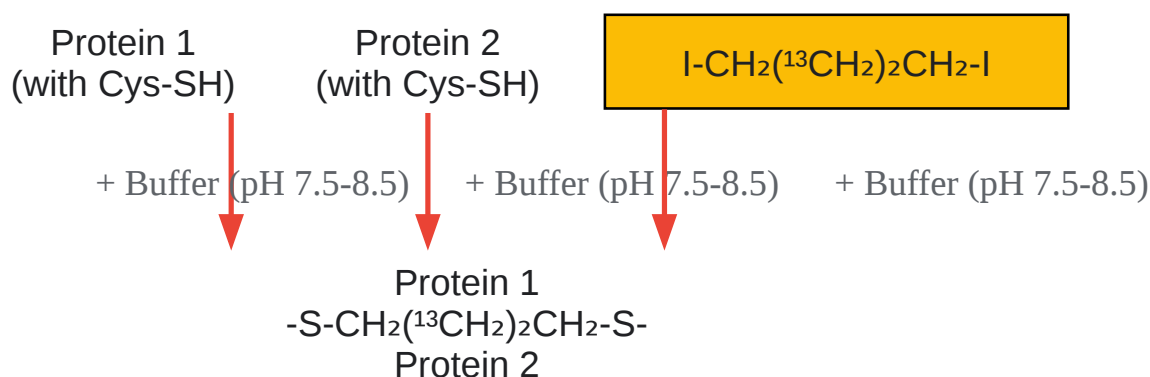 Protein 1
(with Cys-SH)
Protein 2
(with Cys-SH)
I-CH₂(¹³CH₂)₂CH₂-I
+ Buffer (pH 7.5-8.5)
+ Buffer (pH 7.5-8.5)
+ Buffer (pH 7.5-8.5)
Protein 1
-S-CH₂(¹³CH₂)₂CH₂-S-
Protein 2